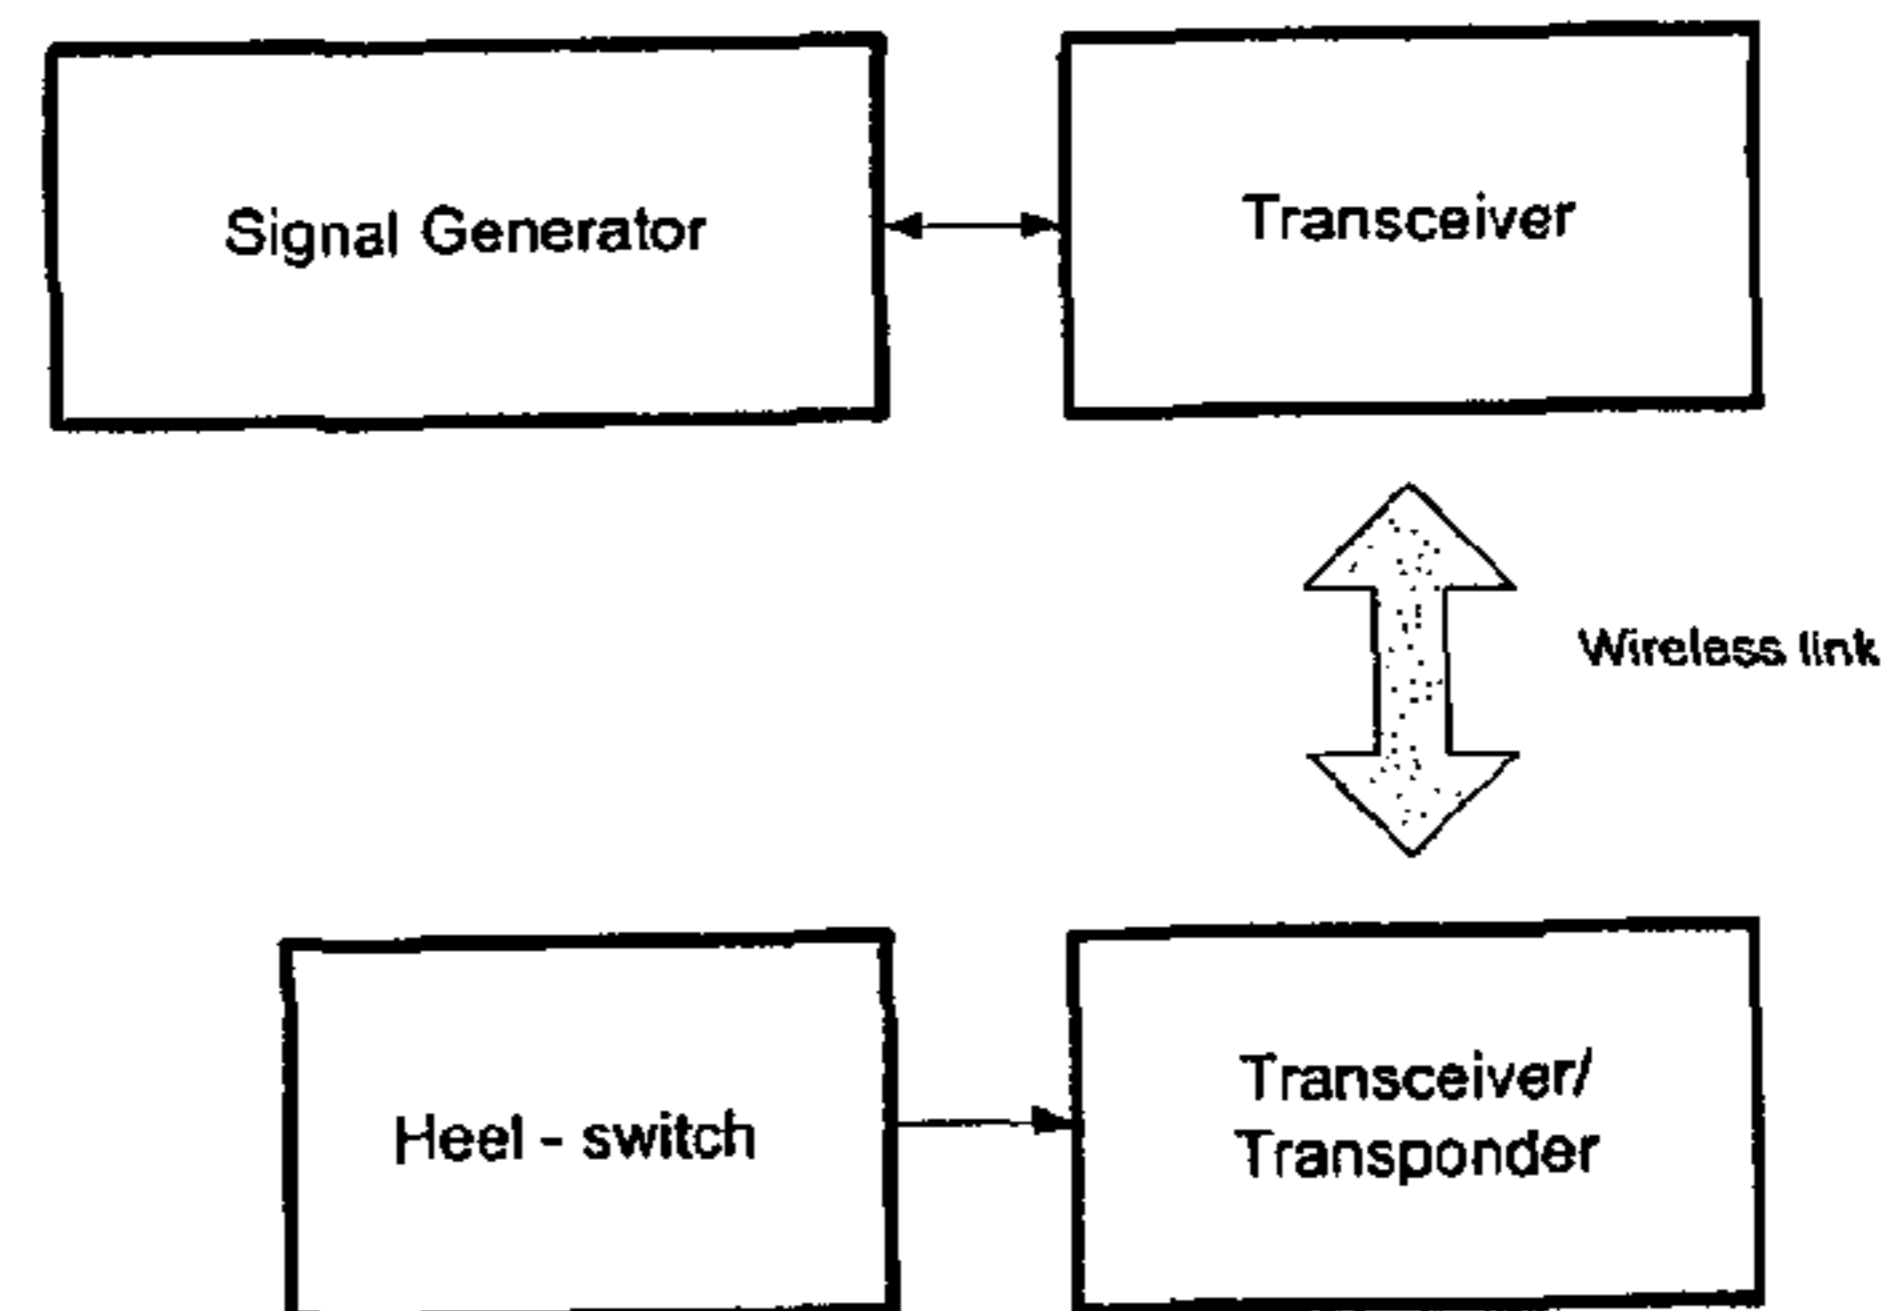 Signal Generator
Transceiver
Wireless link
Heel - switch
Transceiver/
Transponder